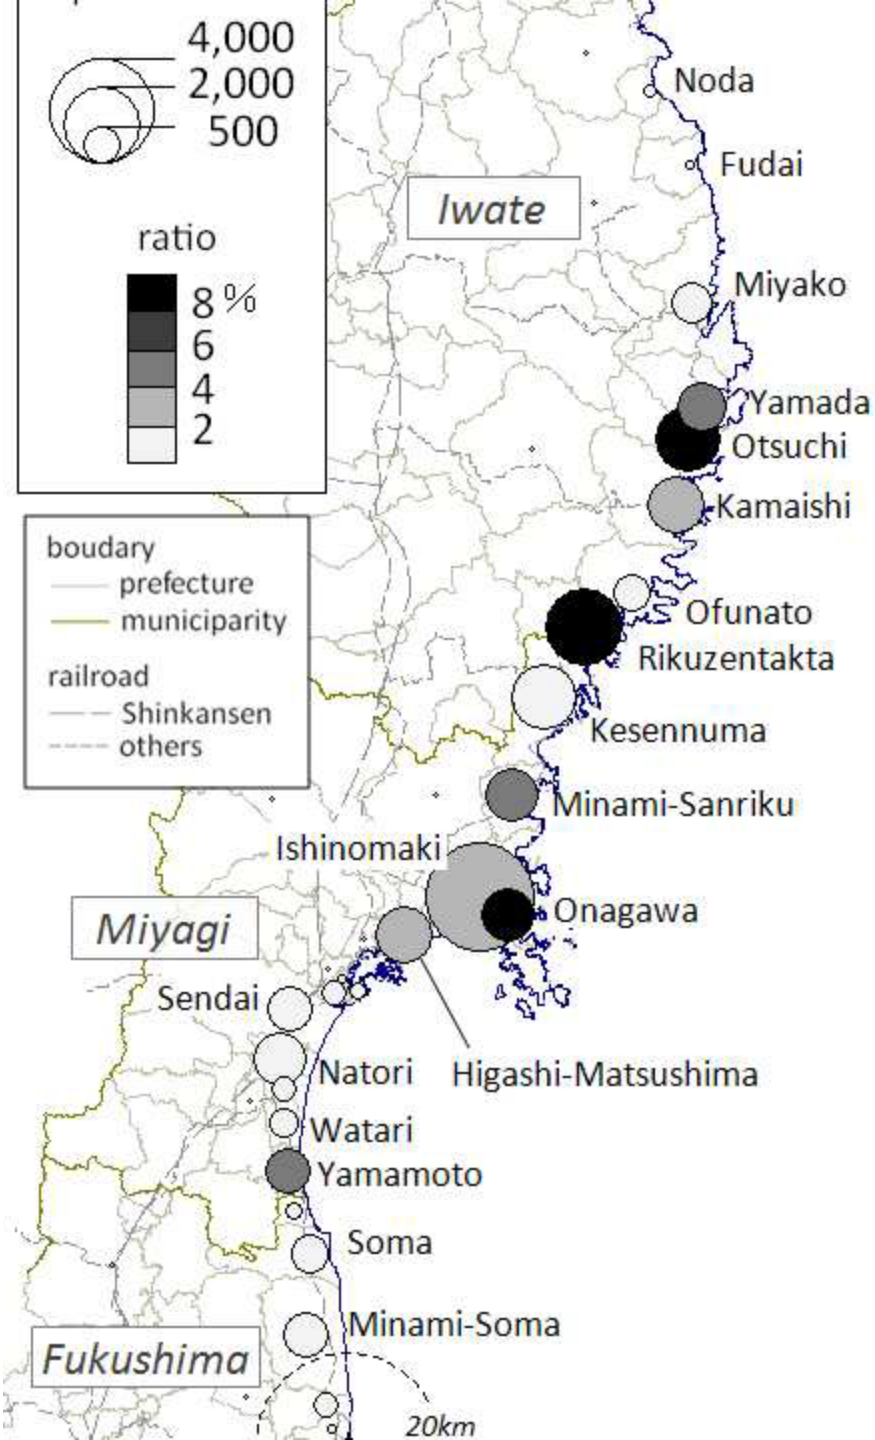 4,000
2,000
500
ratio
8 %
6
4
2
boudary
prefecture
municiparity
railroad
Shinkansen
others
Noda
Fudai
Iwate
Miyako
Yamada
Otsuchi
Kamaishi
Ofunato
Rikuzentakta
Kesennuma
Minami-Sanriku
Ishinomaki
Onagawa
Miyagi
Sendai
Natori
Higashi-Matsushima
Watari
Yamamoto
Soma
Minami-Soma
Fukushima
20km